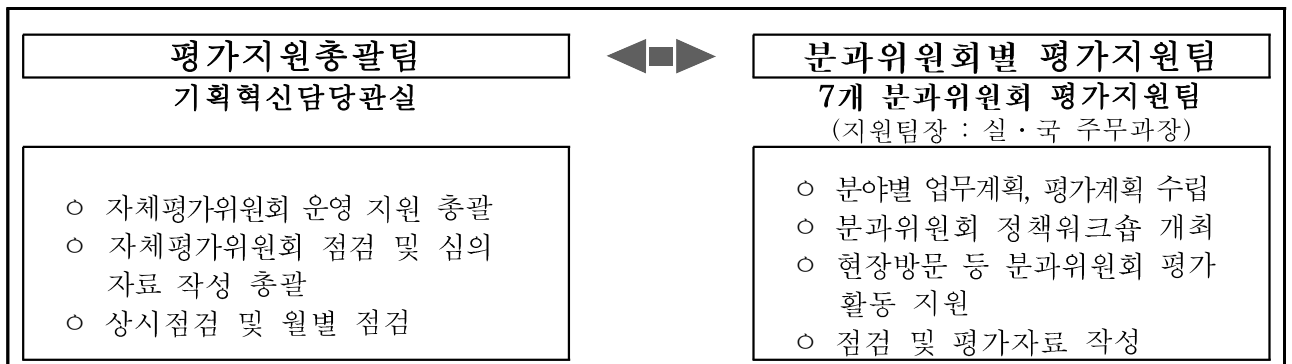 평가지원총괄팀
기획혁신담당관실
ㅇ 자체평가위원회 운영 지원 총괄
ㅇ 자체평가위원회 점검 및 심의
자료 작성 총괄
ㅇ 상시점검 및 월별 점검
분과위원회별 평가지원팀
7개 분과위원회 평가지원팀
(지원팀장 : 실·국 주무과장)
ㅇ 분야별 업무계획, 평가계획 수립
ㅇ 분과위원회 정책워크숍 개최
ㅇ 현장방문 등 분과위원회 평가
활동 지원
ㅇ 점검 및 평가자료 작성